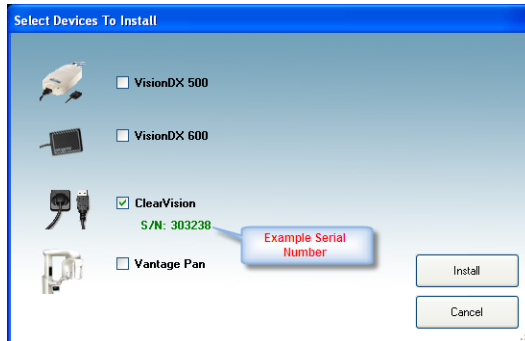 Select Devices To Install
VisionDX 500
VisionDX 600
ClearVision
S/N: 303238
Example Serial
Number
Vantage Pan
Install
Cancel